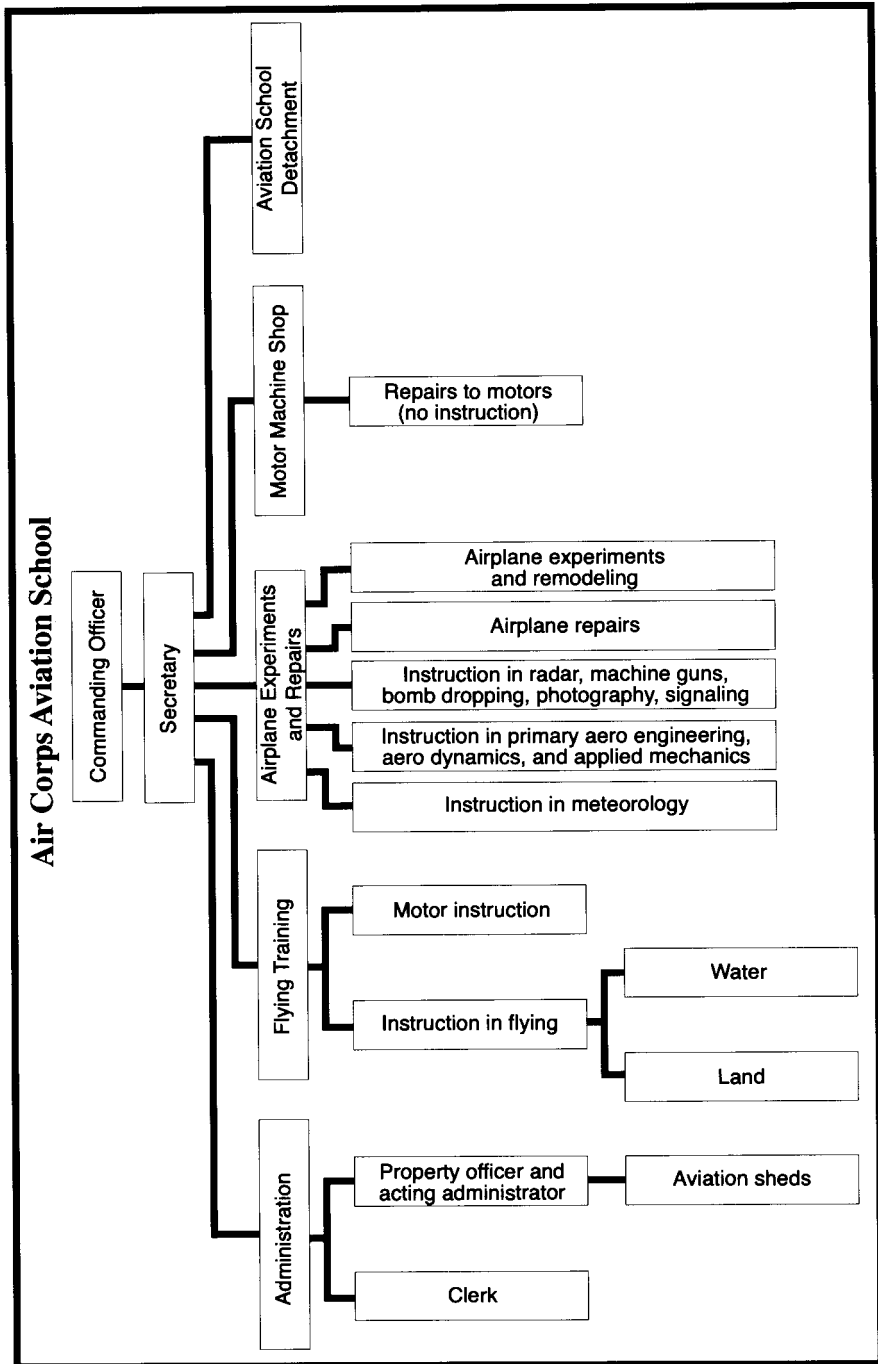 Air Corps Aviation School
Commanding Officer
Secretary
Administration
Flying Training
Airplane Experiments
and Repairs
Motor Machine Shop
Aviation School
Detachment
Clerk
Property officer and
acting administrator
Aviation sheds
Instruction in flying
Motor instruction
Land
Water
Instruction in meteorology
Instruction in primary aero engineering,
aero dynamics, and applied mechanics
Instruction in radar, machine guns,
bomb dropping, photography, signaling
Airplane repairs
Airplane experiments
and remodeling
Repairs to motors
(no instruction)